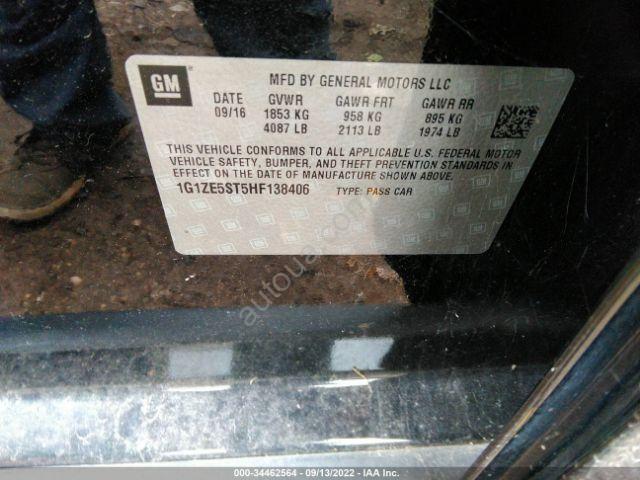 GM
MFD BY GENERAL MOTORS LLC
DATE GVWR GAWR FRT GAWR RR
09/16 1853 KG 958 KG 895 KG
4087 LB 2113 LB 1974 LB
THIS VEHICLE CONFORMS TO ALL APPLICABLE U.S. FEDERAL MOTOR
VEHICLE SAFETY, BUMPER, AND THEFT PREVENTION STANDARDS IN
EFFECT ON THE DATE OF MANUFACTURE SHOWN ABOVE.
1G1ZE5ST5HF138406 TYPE: PASS CAR
000-34462564 - 09/13/2022 - IAA Inc.